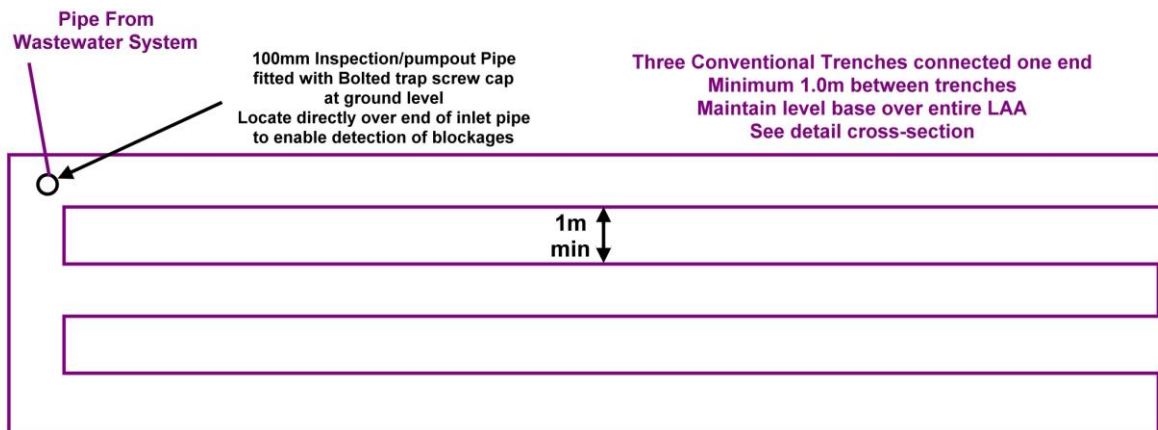 Pipe From
Wastewater System
100mm Inspection/pumpout Pipe
fitted with Bolted trap screw cap
at ground level
Locate directly over end of inlet pipe
to enable detection of blockages
Three Conventional Trenches connected one end
Minimum 1.0m between trenches
Maintain level base over entire LAA
See detail cross-section
1m
min